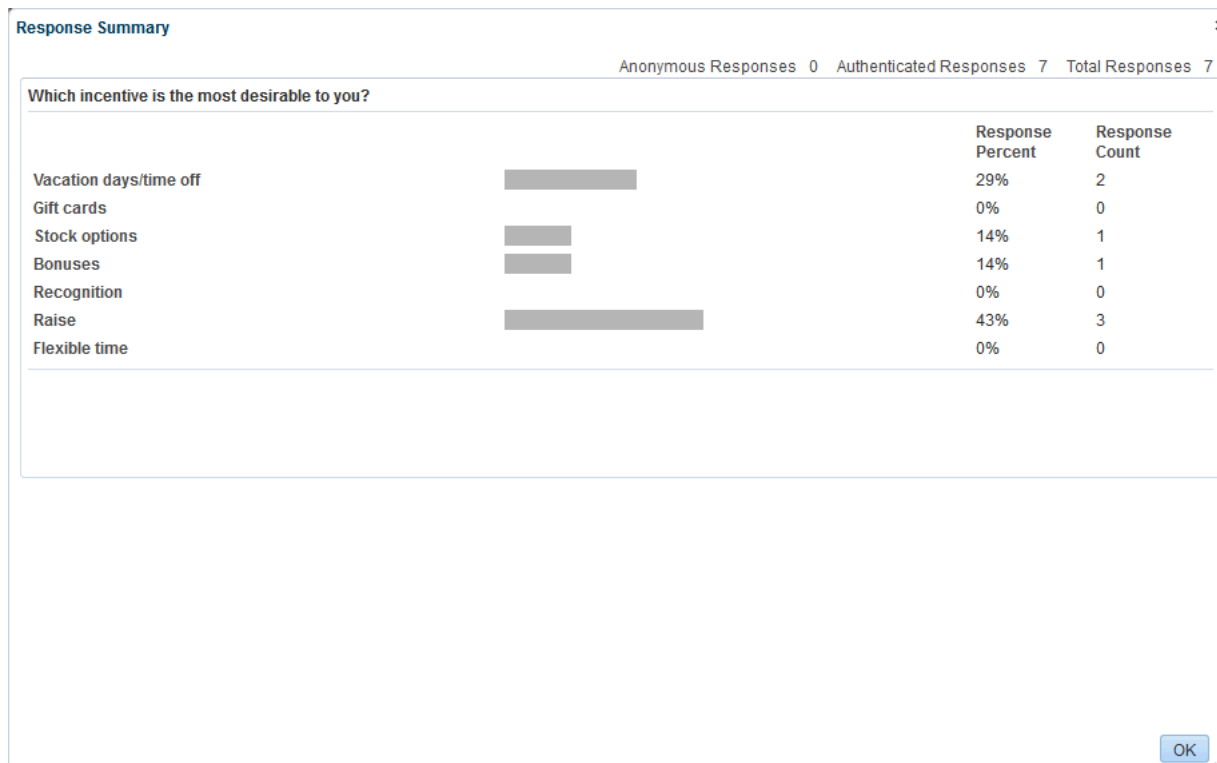 Response Summary
Anonymous Responses 0 Authenticated Responses 7 Total Responses 7
Which incentive is the most desirable to you?
Response Percent Response Count
Vacation days/time off 29% 2
Gift cards 0% 0
Stock options 14% 1
Bonuses 14% 1
Recognition 0% 0
Raise 43% 3
Flexible time 0% 0
OK